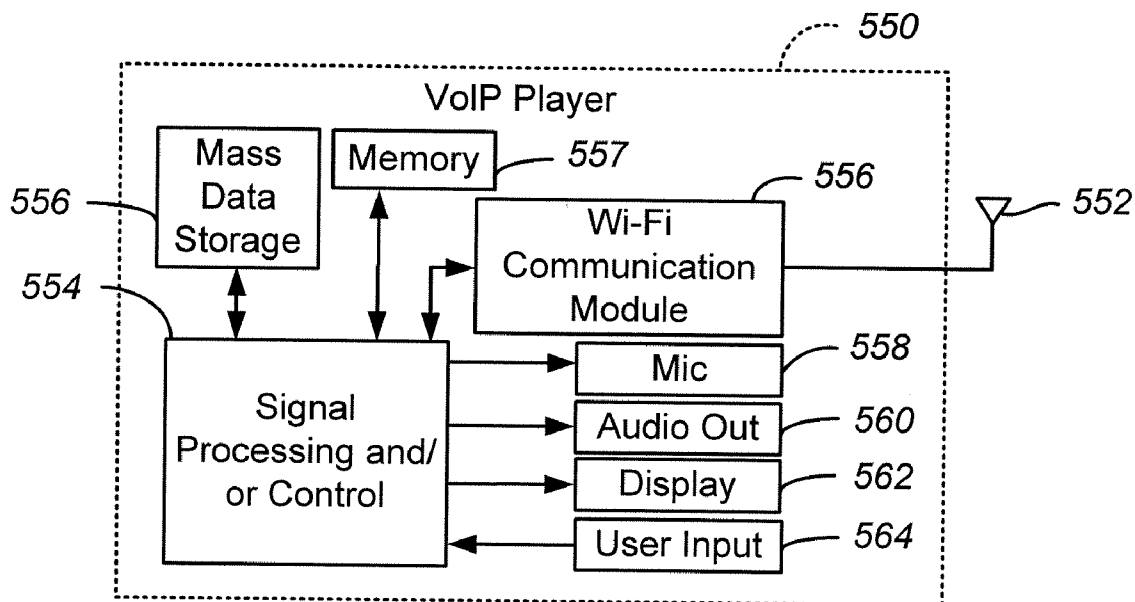 550
VoIP Player
Mass
Data
Storage
556
Memory
557
Wi-Fi
Communication
Module
556
552
554
Signal
Processing and/
or Control
Mic
558
Audio Out
560
Display
562
User Input
564